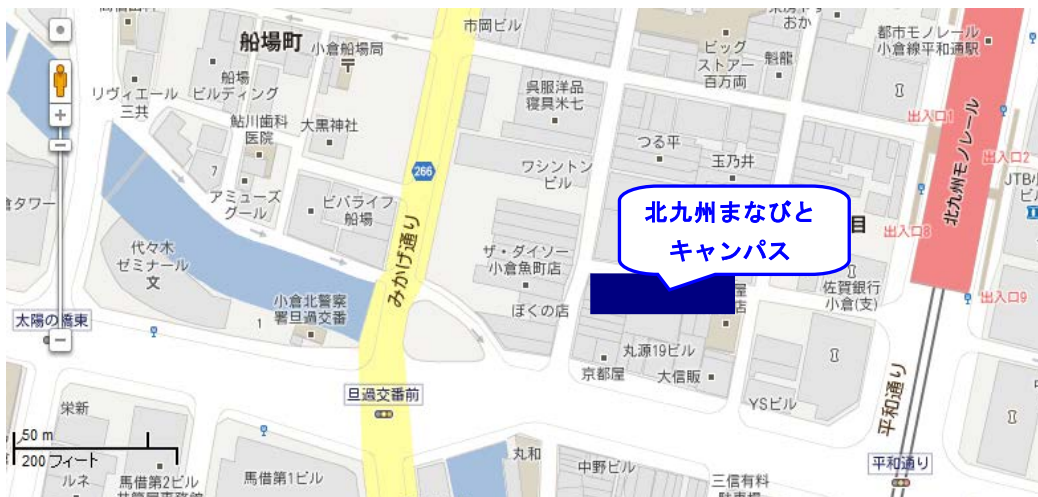 市岡ビル
おか
都市モノレール
小倉線平和通駅
船場町
小倉船場局
ビッグ
ストアー
百万両
魁龍
船場
ビルディング
呉服洋品
寝具米七
リヴィエール
三共
鮎川歯科
医院
大黒神社
出入口1
北九州モノレール
つる平
玉乃井
出入口2
7
266
ワシントン
ビル
JTB小
ビ
倉タワー
アミューズ
グール
ビバライフ
船場
北九州まなびと
キャンパス
目
出入口8
みかげ通り
代々木
ゼミナール
文
ザ・ダイソー
小倉魚町店
佐賀銀行
小倉(支)
屋
店
小倉北警察
署旦過交番
ぼくの店
出入口9
太陽の橋東
1
丸源19ビル
京都屋
大信販
平和通り
旦過交番前
YSビル
栄新
50 m
200 フィート
丸和
中野ビル
平和通り
ルネ
馬借第2ビル
馬借第1ビル
三信有料